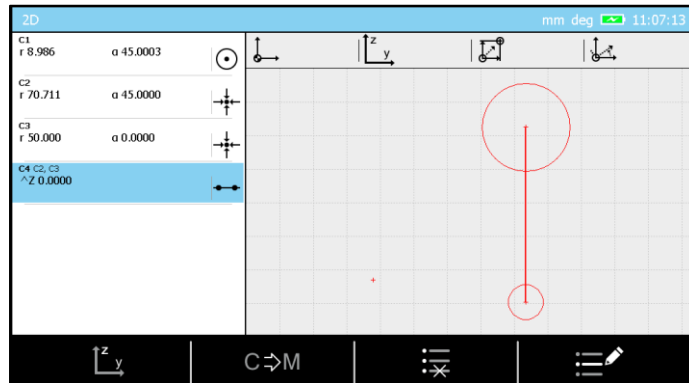 2D
mm deg 11:07:13
C1
r 8.986 α 45.0003
C2
r 70.711 α 45.0000
C3
r 50.000 α 0.0000
C4 C2, C3
^Z 0.0000
z
y
z
y
C⇒M